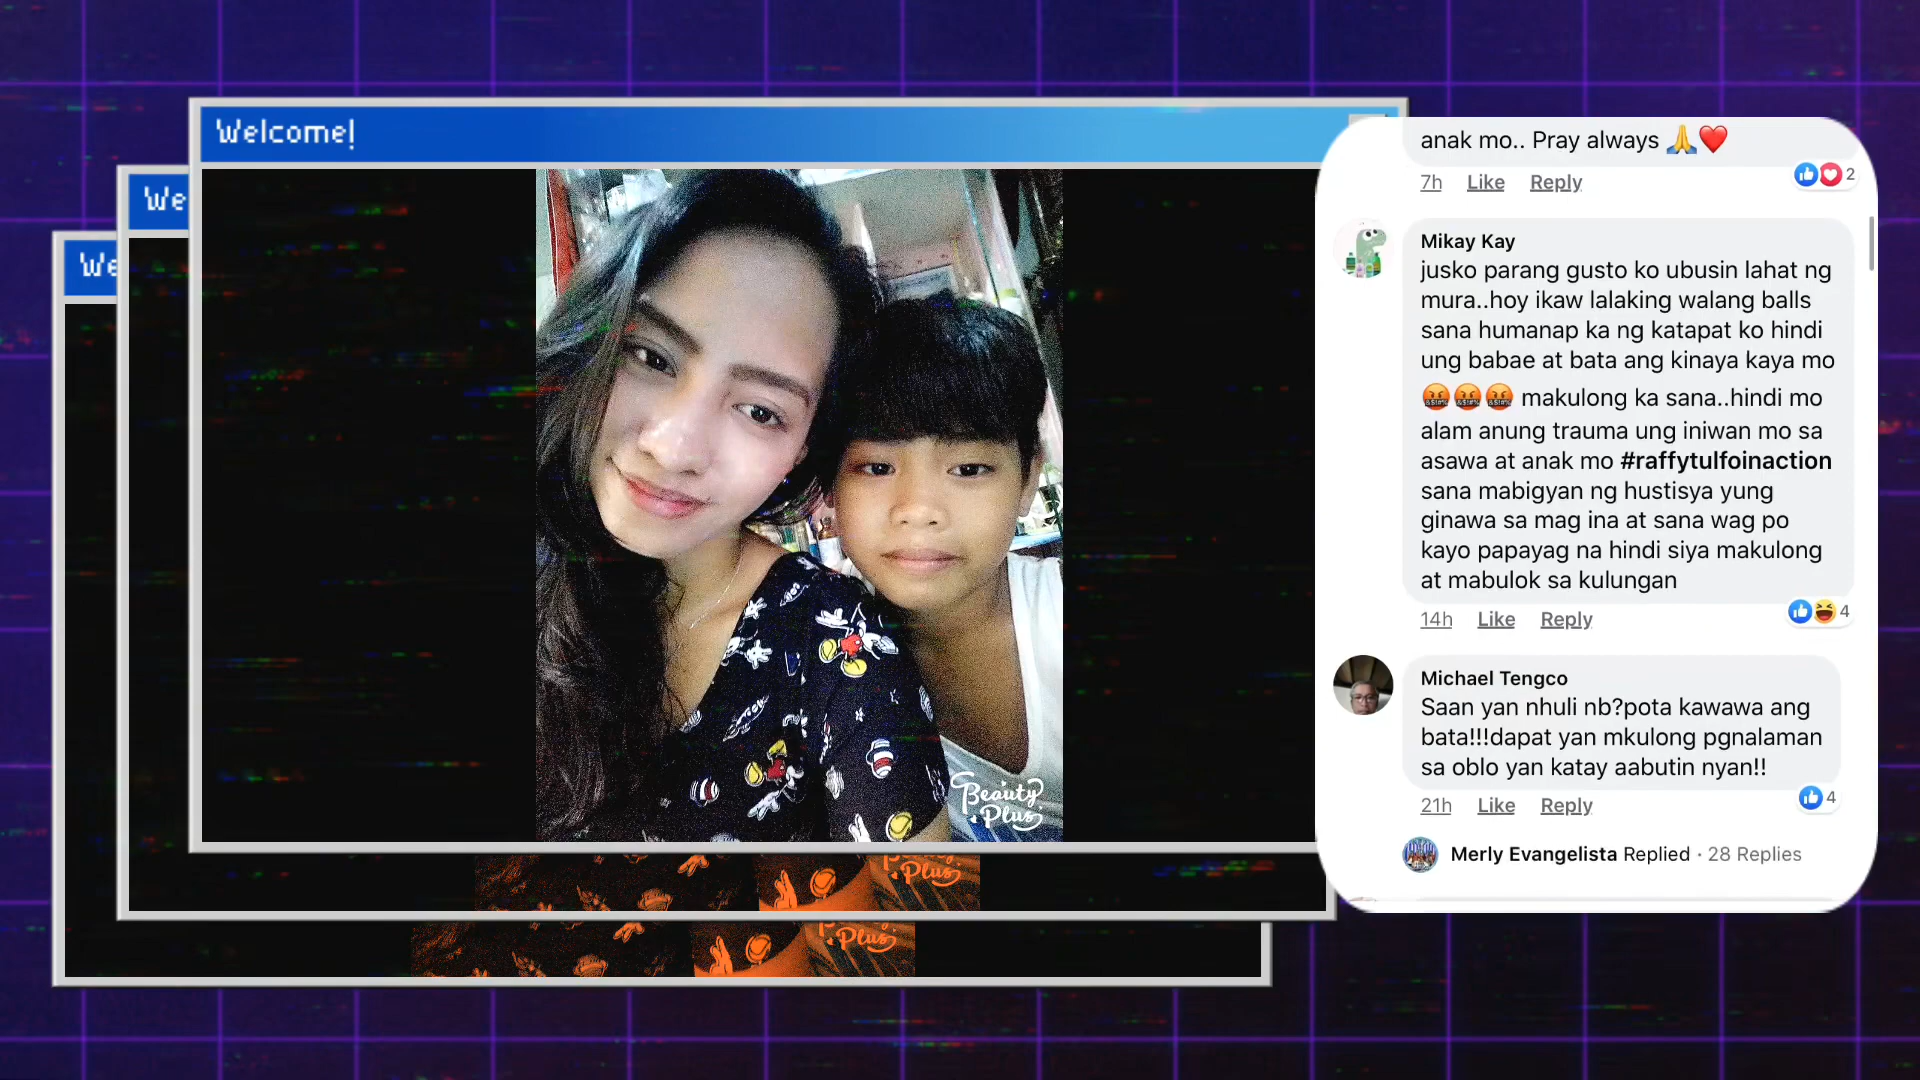 Welcome!
We
We
Beauty
Plus
Plus
Plus
anak mo.. Pray always 🙏❤️
7h Like Reply 2
Mikay Kay
jusko parang gusto ko ubusin lahat ng
mura..hoy ikaw lalaking walang balls
sana humanap ka ng katapat ko hindi
ung babae at bata ang kinaya kaya mo
🤬🤬🤬 makulong ka sana..hindi mo
alam anung trauma ung iniwan mo sa
asawa at anak mo #raffytulfoinaction
sana mabigyan ng hustisya yung
ginawa sa mag ina at sana wag po
kayo papayag na hindi siya makulong
at mabulok sa kulungan
14h Like Reply 4
Michael Tengco
Saan yan nhuli nb?pota kawawa ang
bata!!!dapat yan mkulong pgnalaman
sa oblo yan katay aabutin nyan!!
21h Like Reply 4
Merly Evangelista Replied · 28 Replies